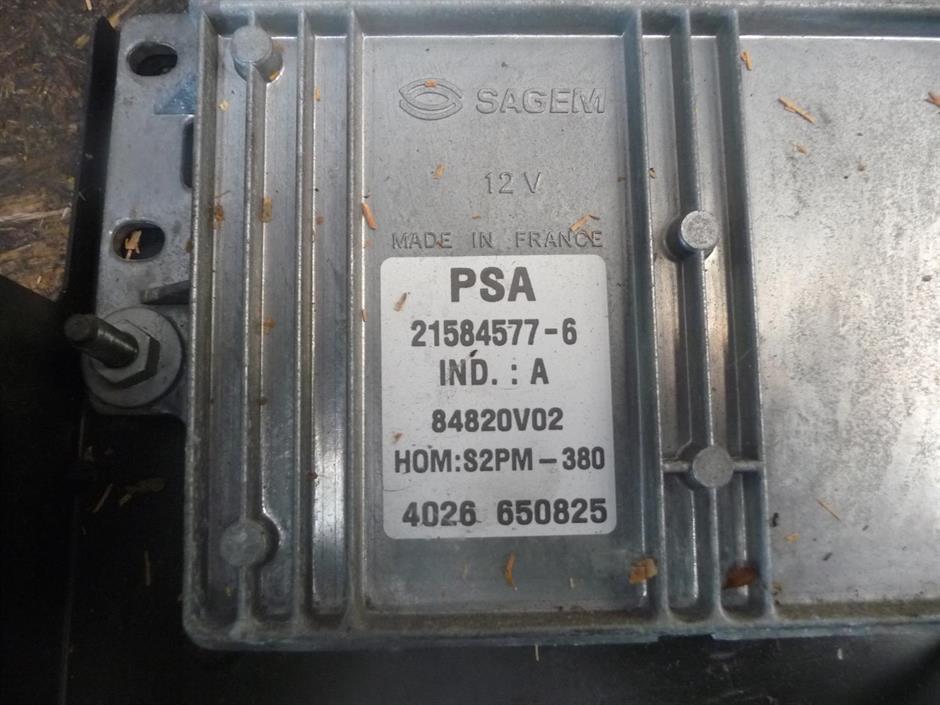 SAGEM
12 V
MADE IN FRANCE
PSA
21584577-6
IND. : A
84820V02
HOM:S2PM-380
4026 650825